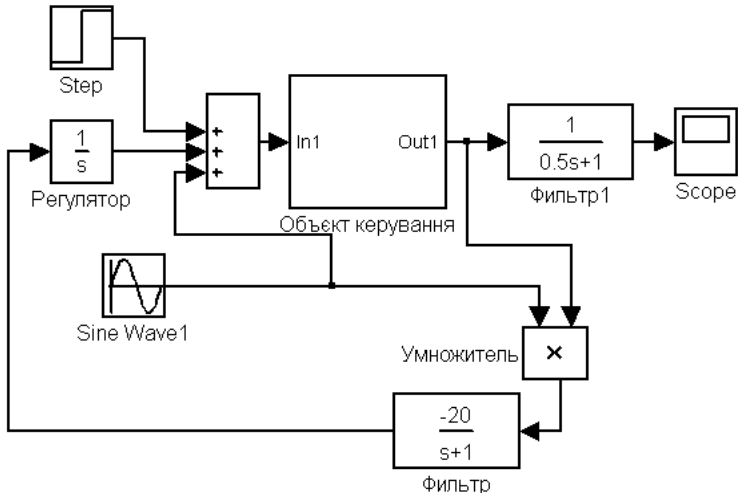 Step
+
+
+
In1
Out1
Объєкт керування
1
0.5s+1
Фильтр1
Scope
1
s
Регулятор
Sine Wave1
Умножитель
×
-20
s+1
Фильтр